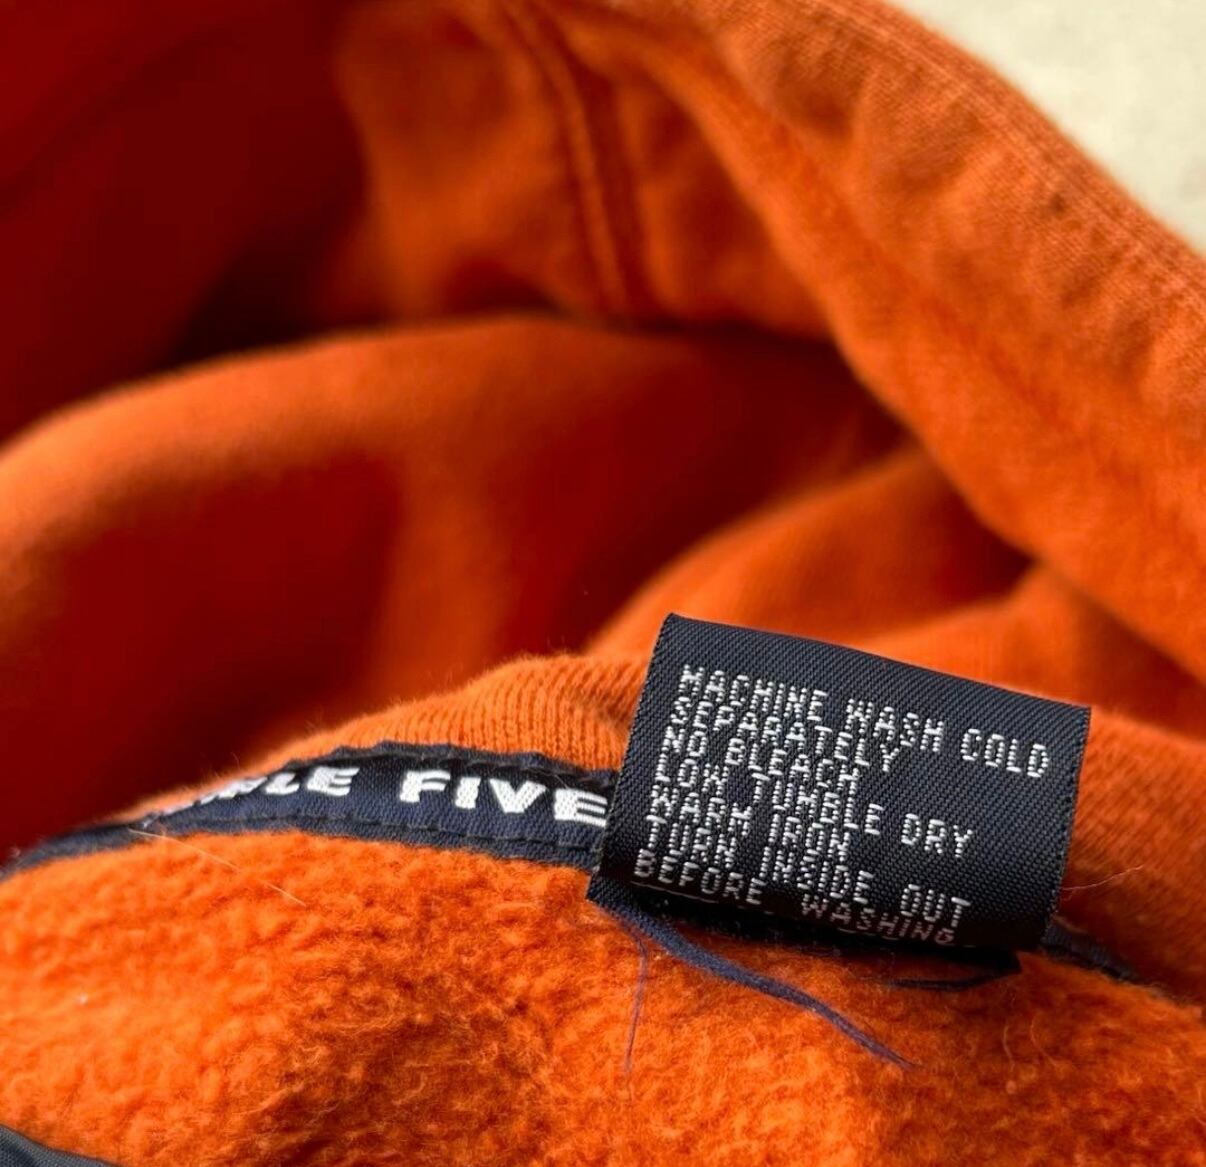 FIVE
MACHINE WASH COLD
SEPARATELY
NO BLEACH
LOW TUMBLE DRY
WARM IRON
TURN INSIDE OUT
BEFORE WASHING